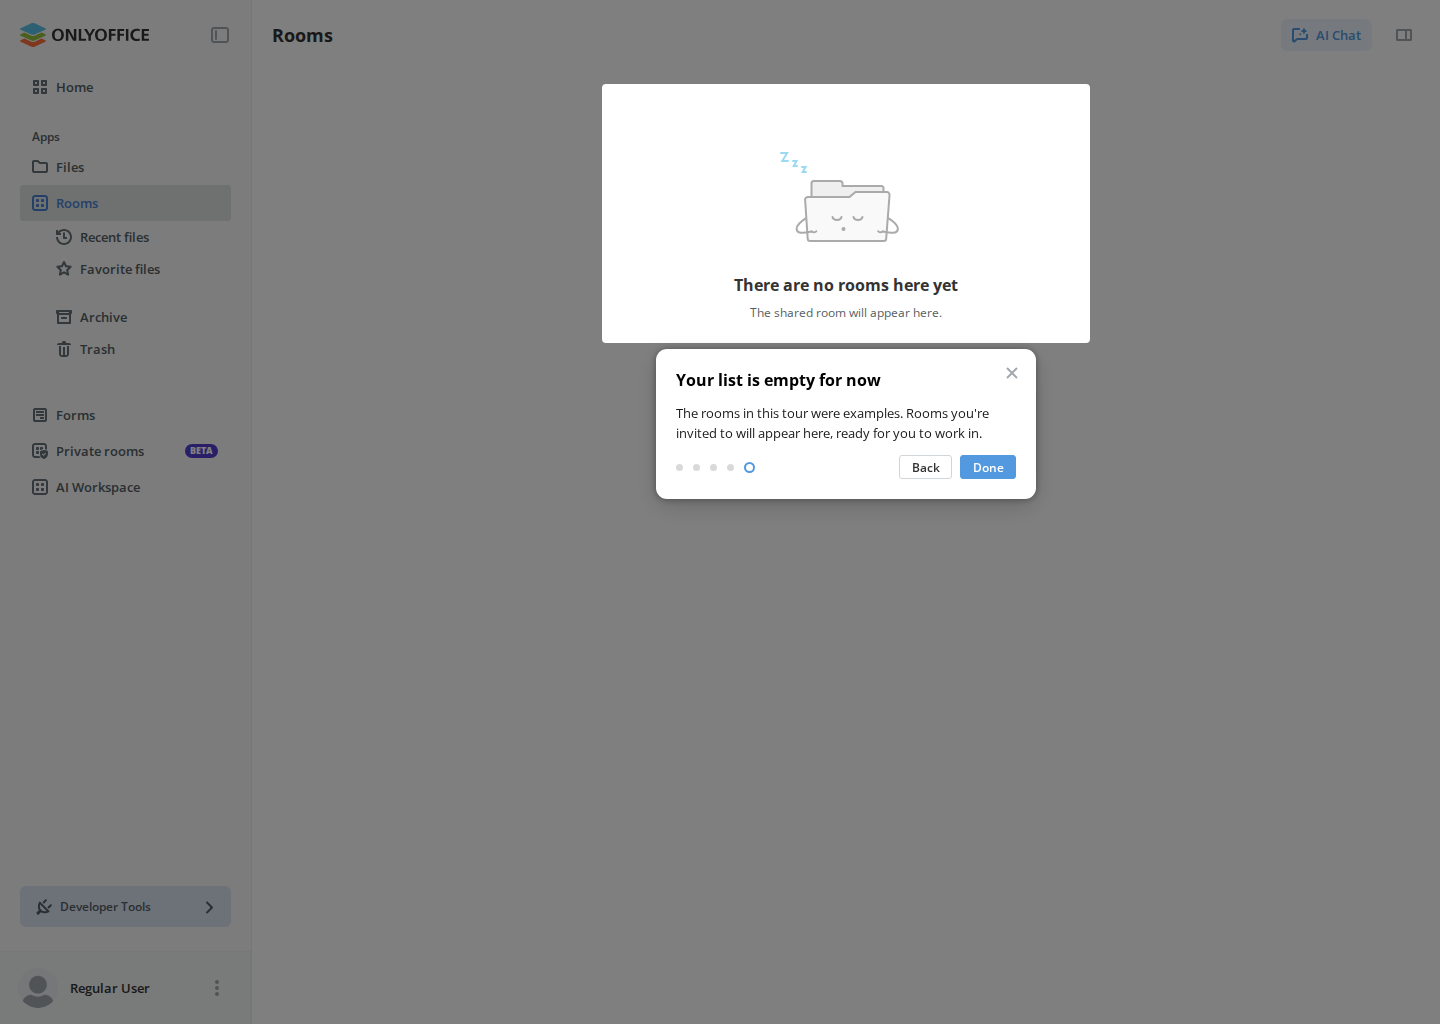 ONLYOFFICE
Home
Apps
Files
Rooms
Recent files
Favorite files
Archive
Trash
Forms
Private rooms
BETA
AI Workspace
Developer Tools
Regular User
Rooms
AI Chat
Z z z
There are no rooms here yet
The shared room will appear here.
Your list is empty for now
The rooms in this tour were examples. Rooms you're
invited to will appear here, ready for you to work in.
Back
Done